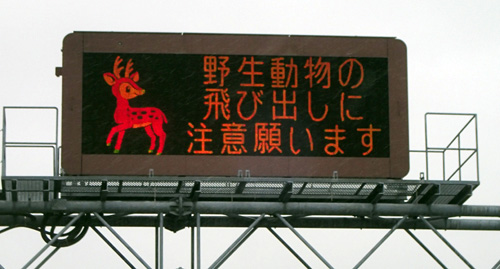 野生動物の
飛び出しに
注意願います